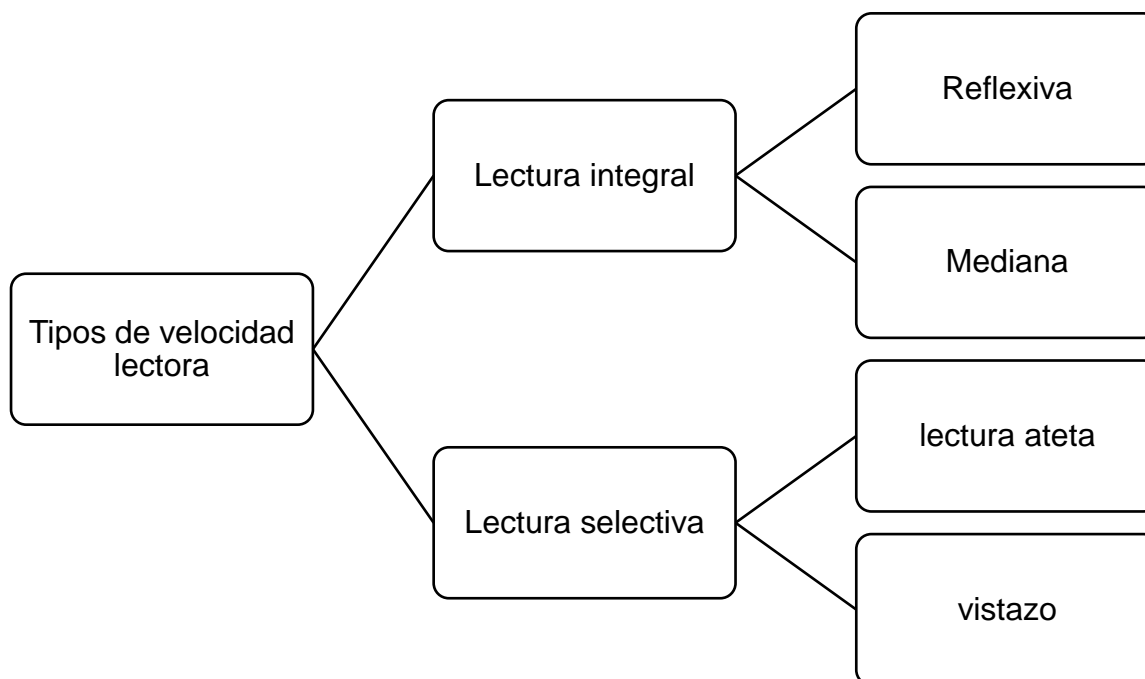 Tipos de velocidad
lectora
Lectura integral
Reflexiva
Mediana
Lectura selectiva
lectura ateta
vistazo